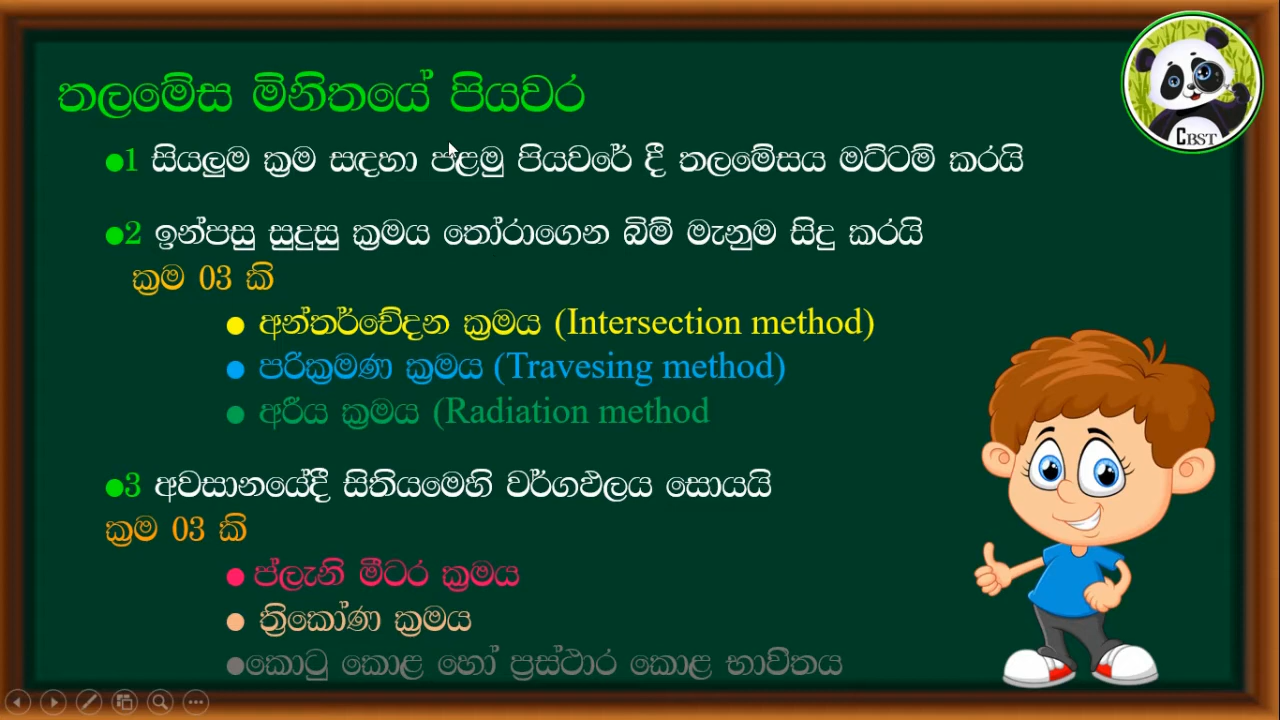 තලමේස මිනිතයේ පියවර
●1 සියලුම ක්‍රම සඳහා පළමු පියවරේ දී තලමේසය මට්ටම් කරයි
●2 ඉන්පසු සුදුසු ක්‍රමය තෝරාගෙන බිම් මැනුම සිදු කරයි
ක්‍රම 03 කි
● අන්තර්චේදන ක්‍රමය (Intersection method)
● පරික්‍රමණ ක්‍රමය (Travesing method)
● අරීය ක්‍රමය (Radiation method
●3 අවසානයේදී සිතියමෙහි වර්ගඵලය සොයයි
ක්‍රම 03 කි
● ප්ලැනි මීටර ක්‍රමය
● ත්‍රිකෝණ ක්‍රමය
●කොටු කොළ හෝ ප්‍රස්ථාර කොළ භාවිතය
CBST